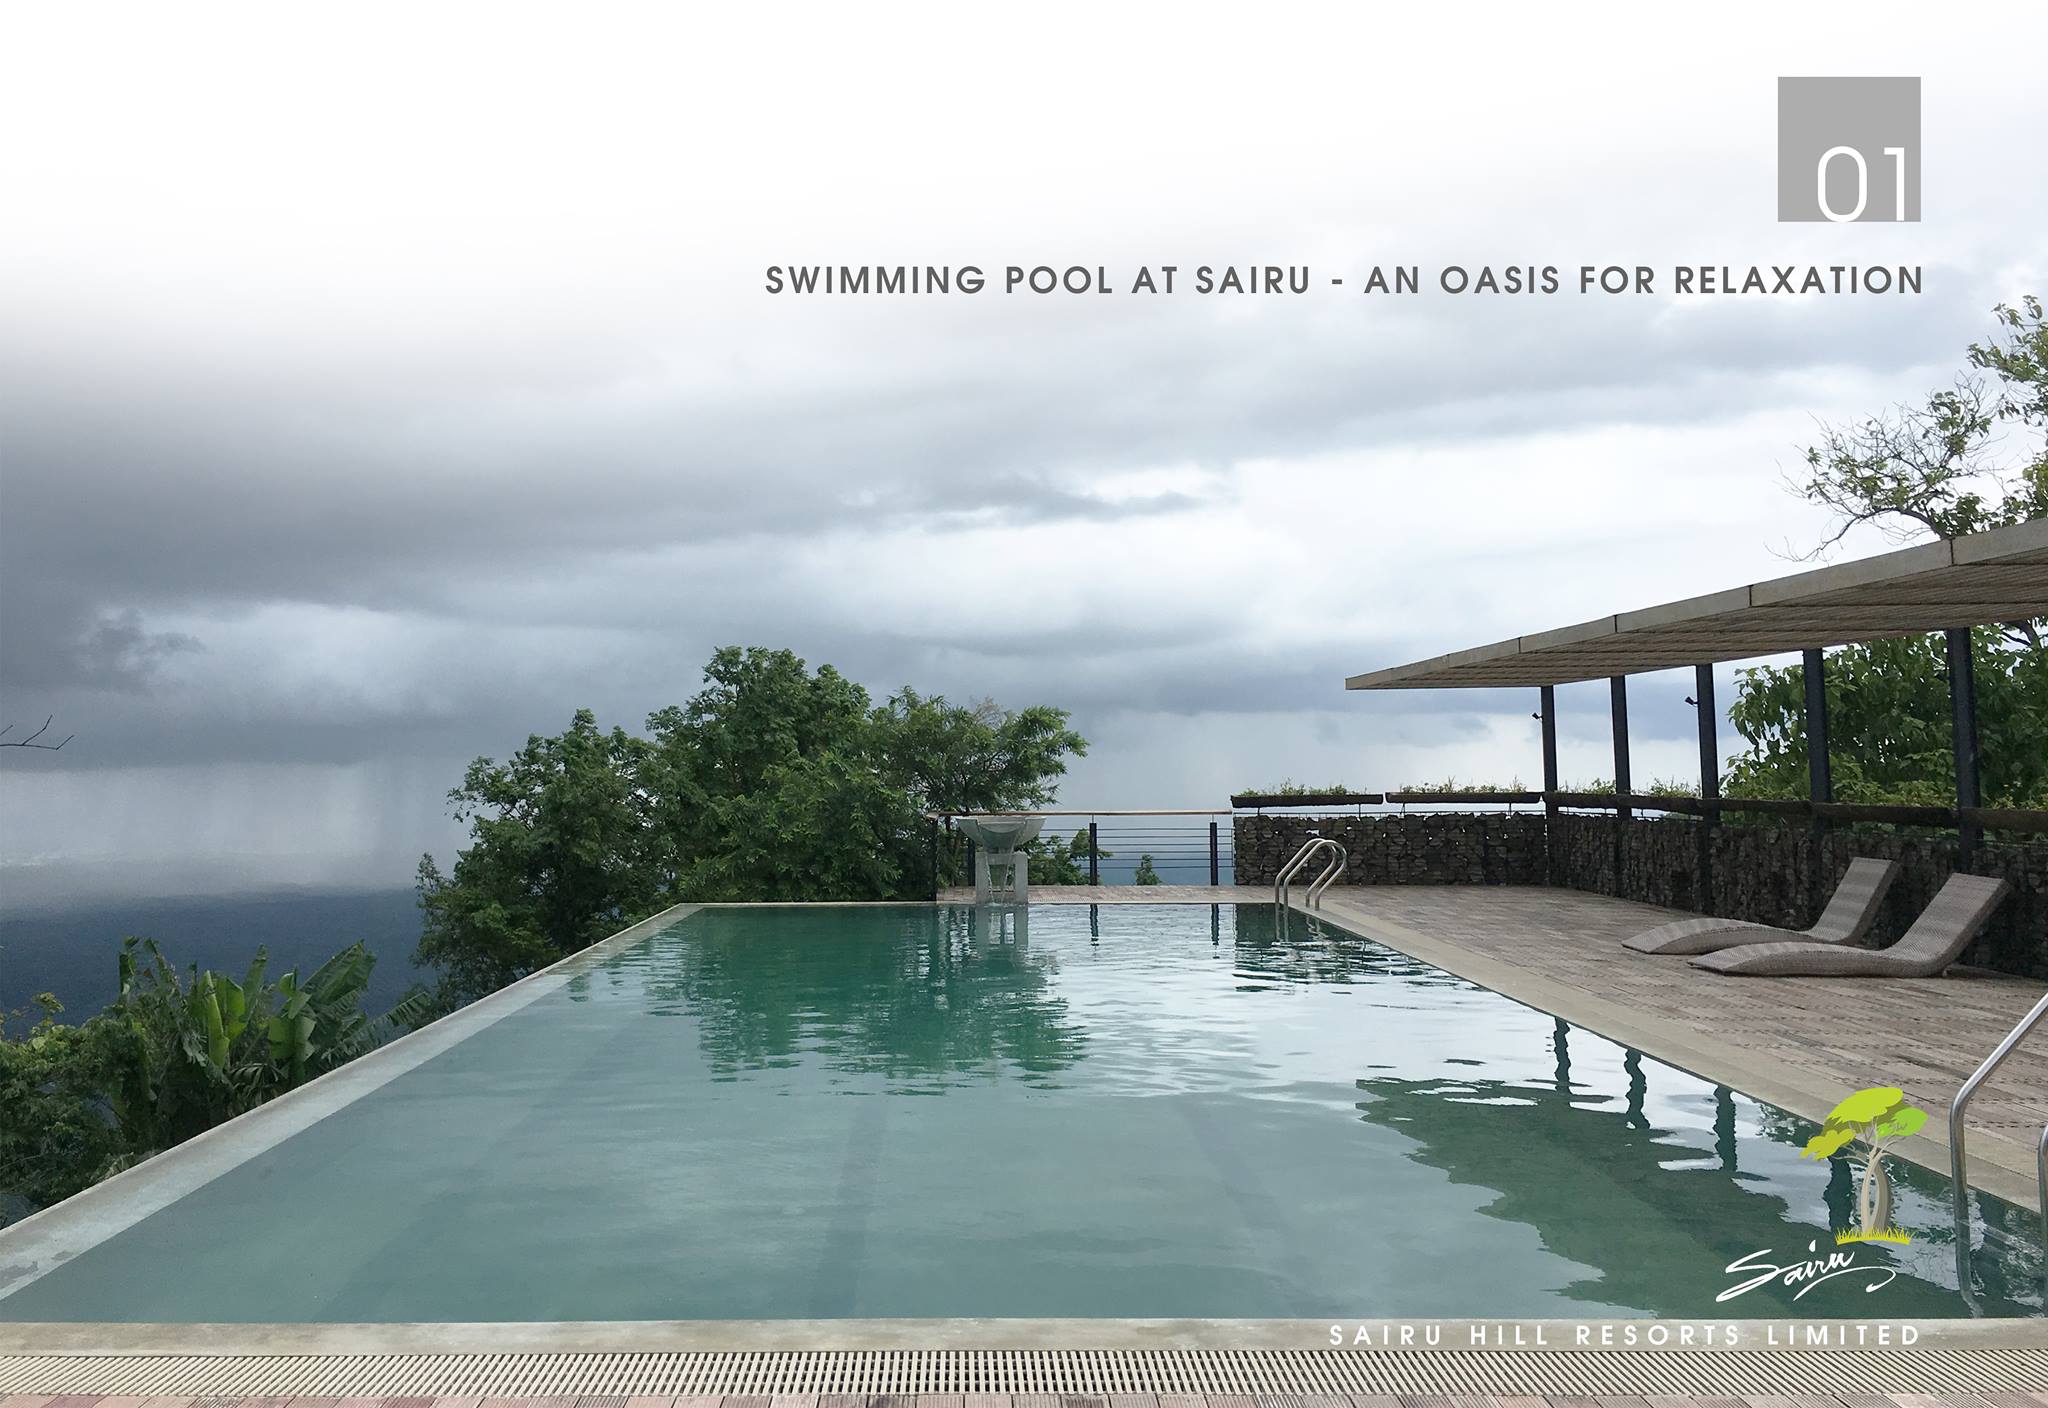 01
SWIMMING POOL AT SAIRU - AN OASIS FOR RELAXATION
Sairu
SAIRU HILL RESORTS LIMITED